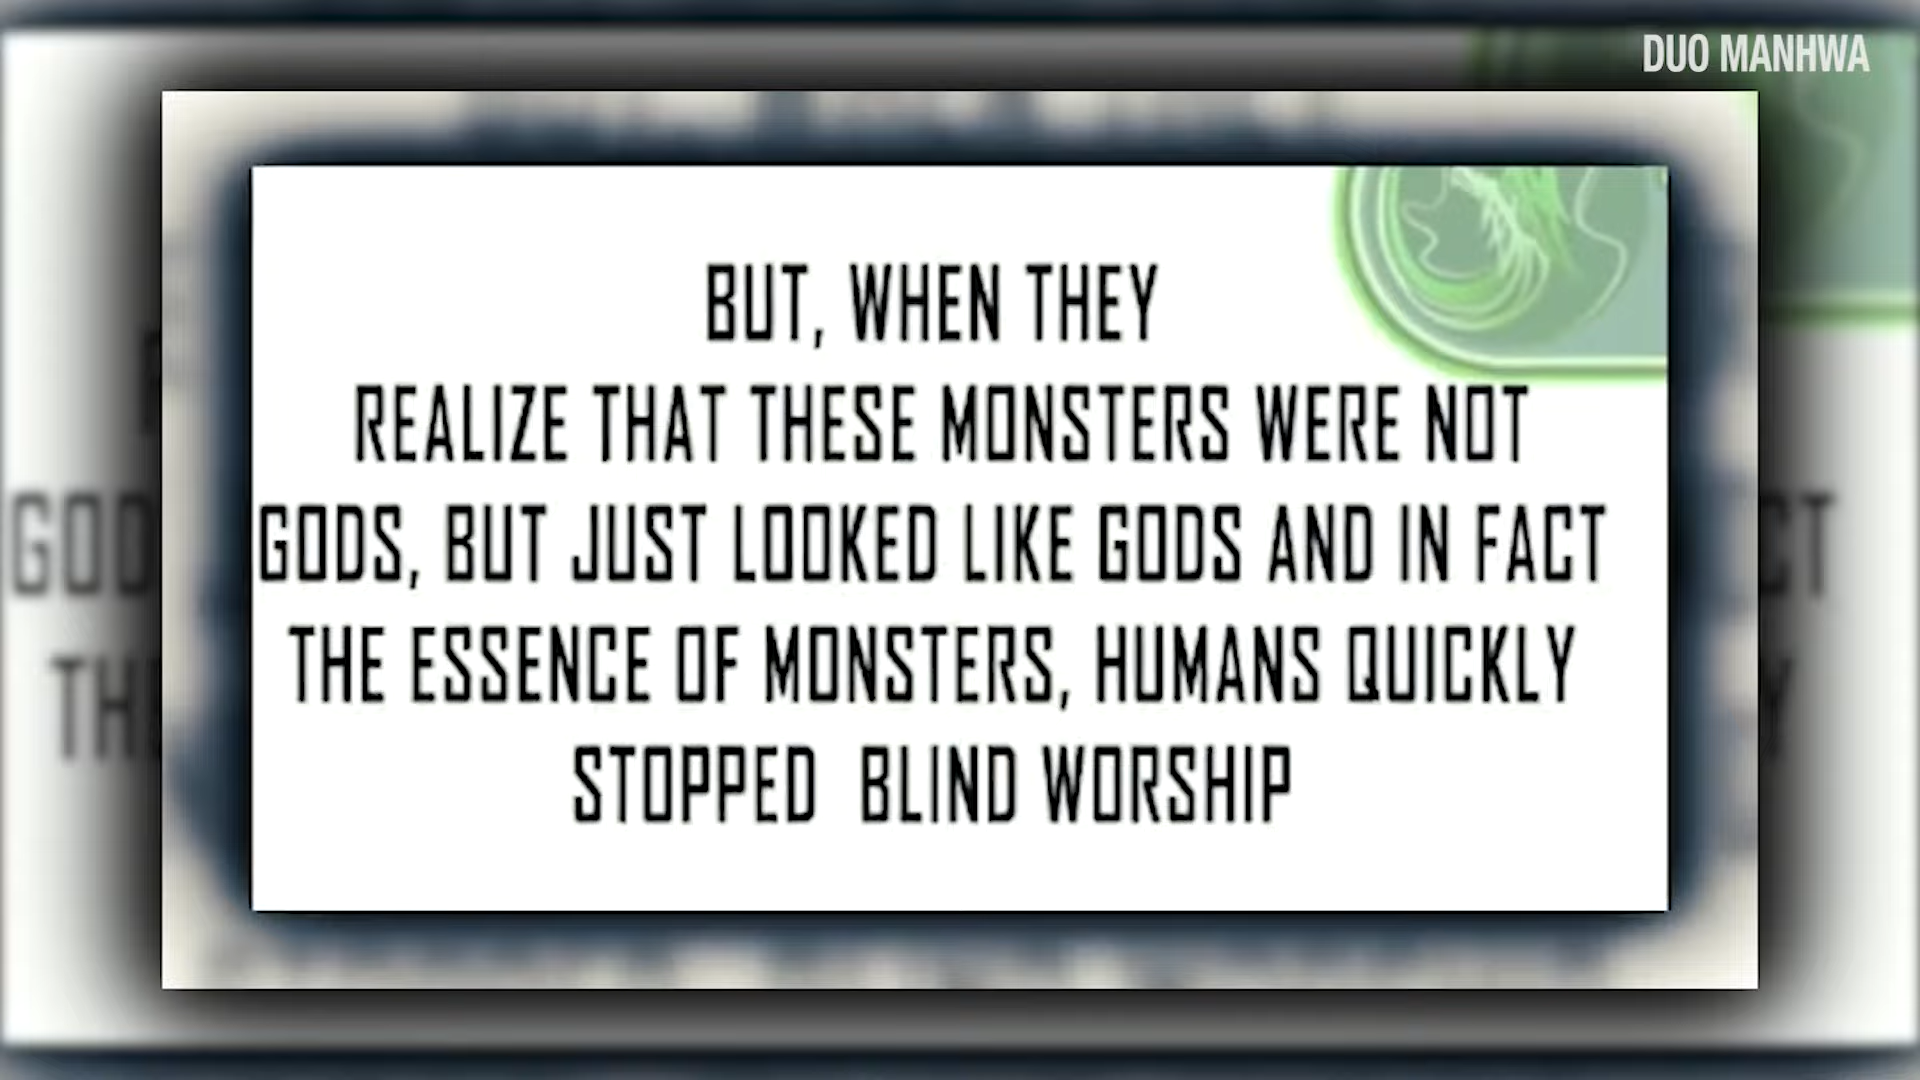 DUO MANHWA
BUT, WHEN THEY
REALIZE THAT THESE MONSTERS WERE NOT
GODS, BUT JUST LOOKED LIKE GODS AND IN FACT
THE ESSENCE OF MONSTERS, HUMANS QUICKLY
STOPPED BLIND WORSHIP